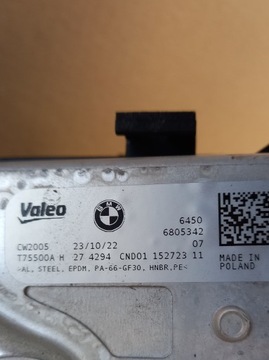 Valeo
BMW
6450
6805342
CW2005 23/10/22 07
T75500A H 27 4294 CND01 152723 11
>AL, STEEL, EPDM, PA-66-GF30, HNBR,PE<
MADE IN
POLAND